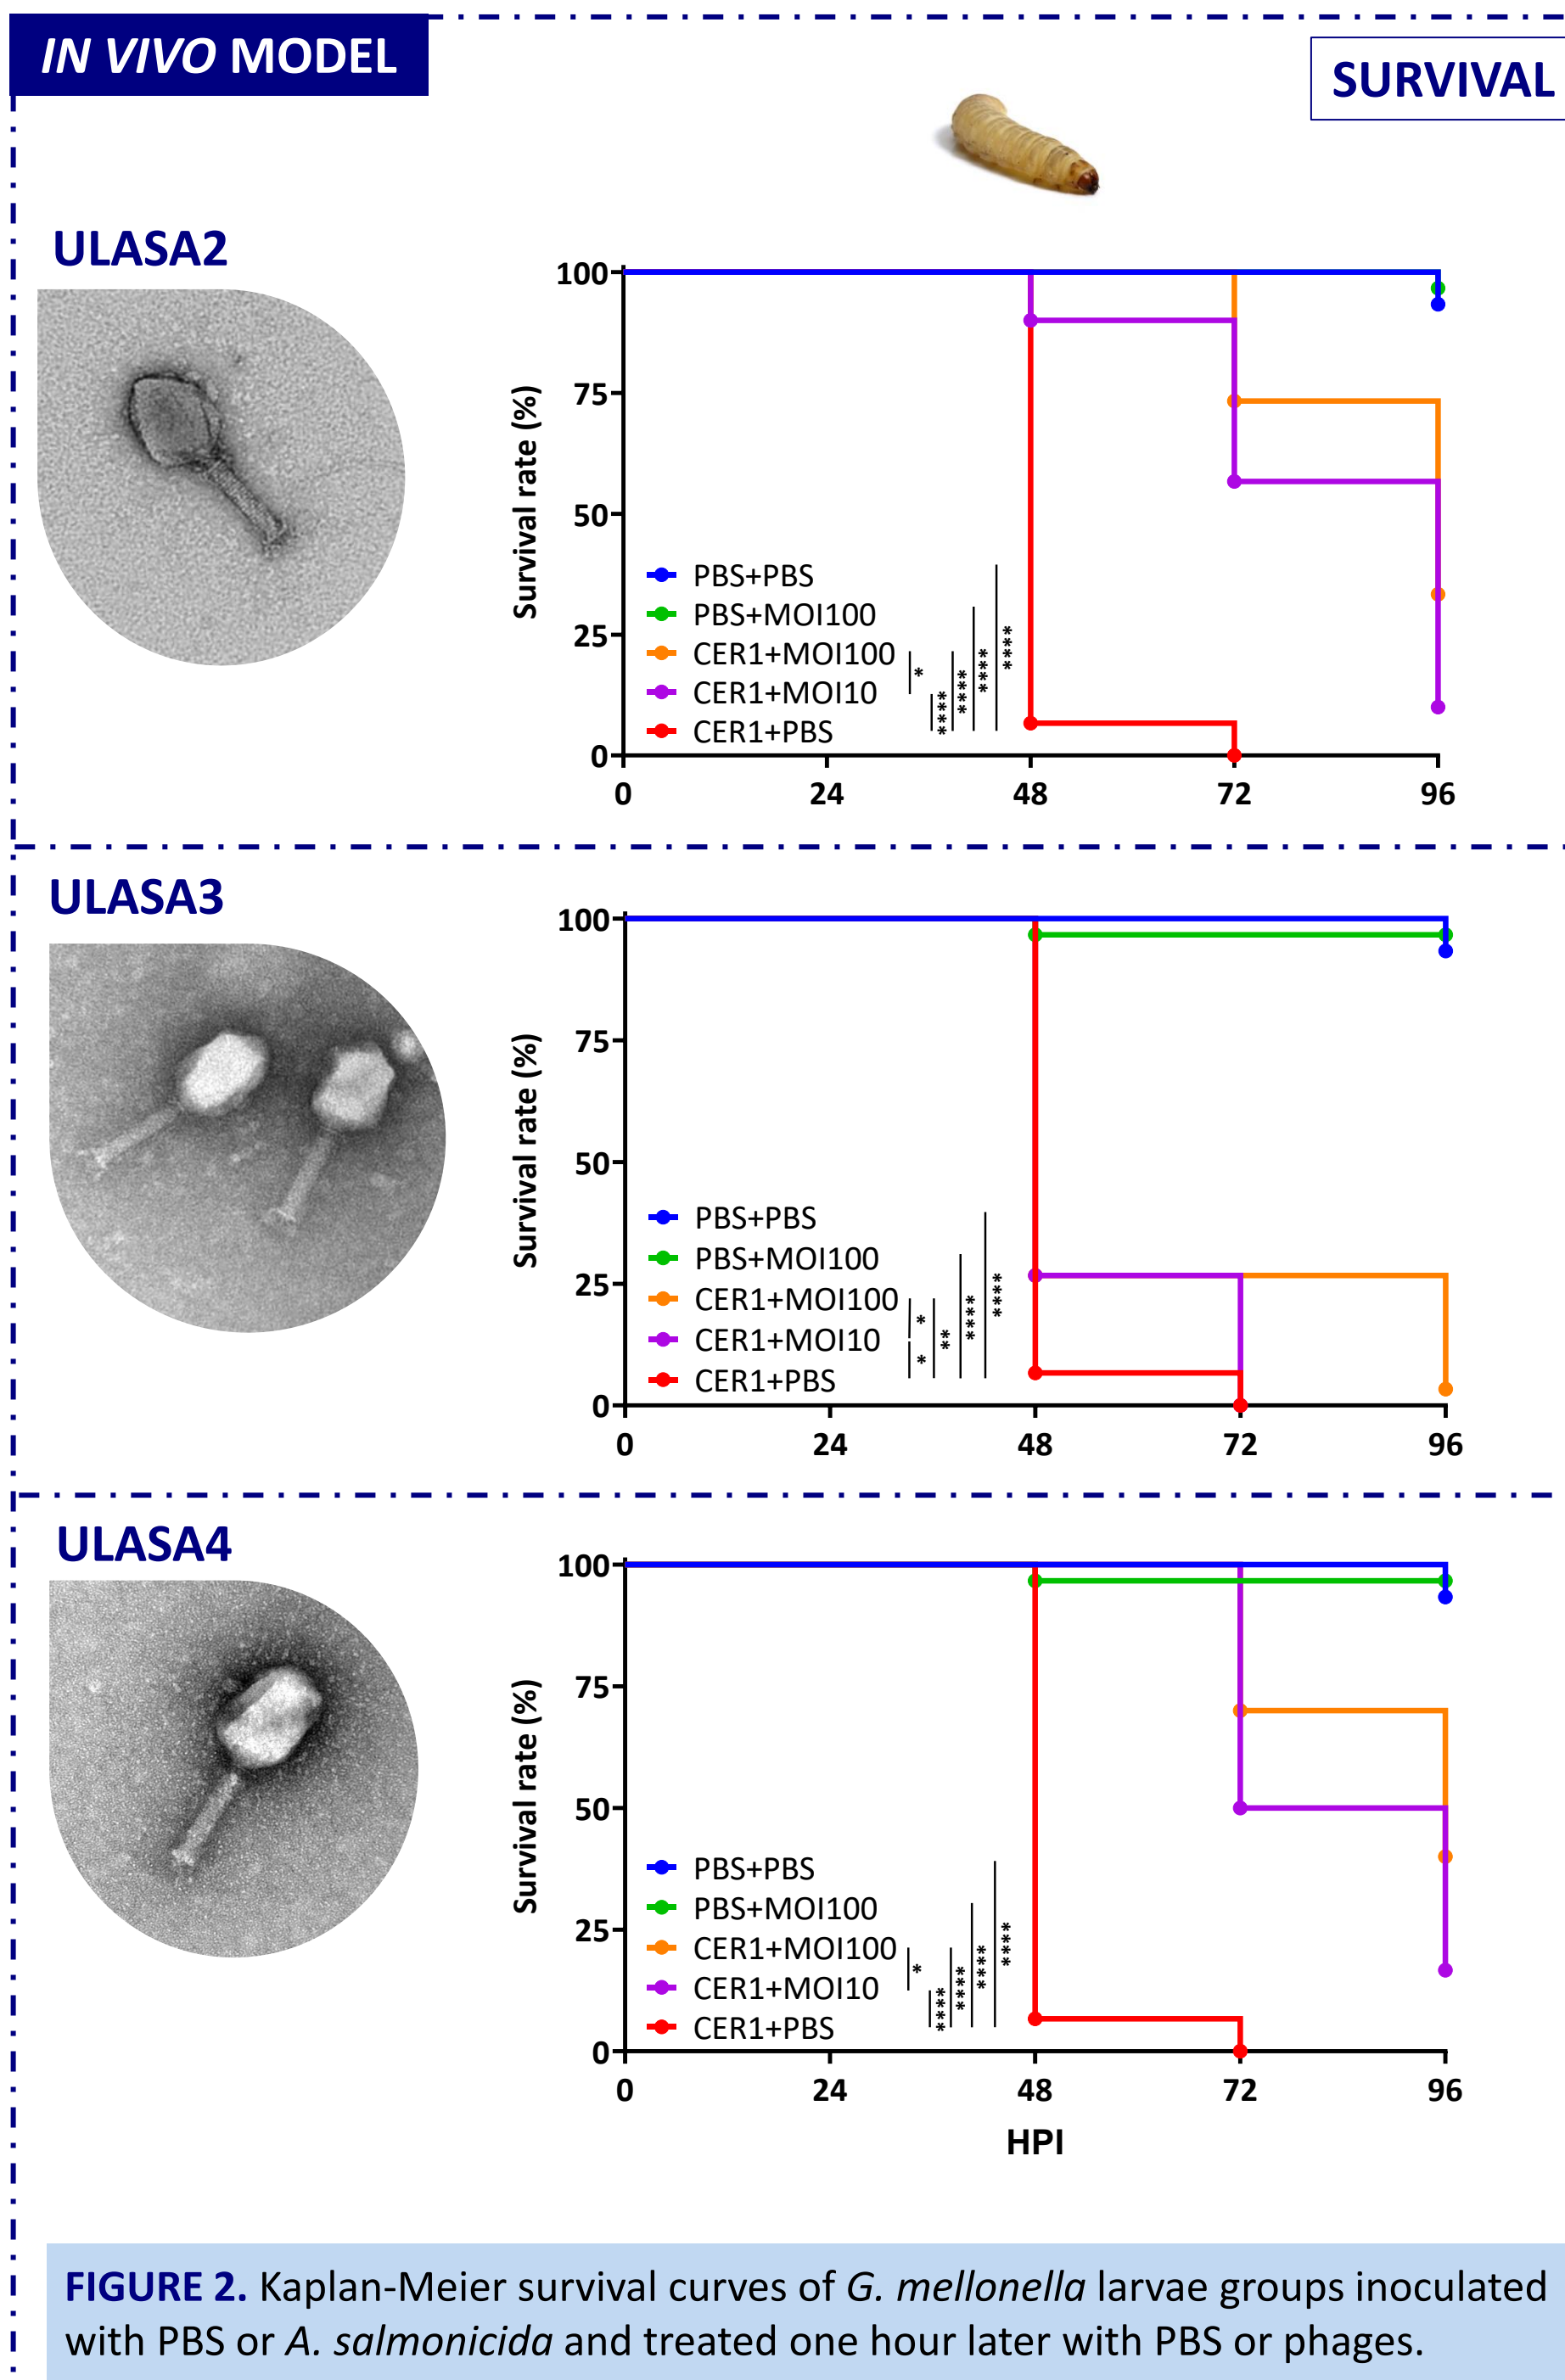 IN VIVO MODEL
SURVIVAL
ULASA2
Survival rate (%)
100
75
50
25
0
PBS+PBS
PBS+MOI100
CER1+MOI100
CER1+MOI10
CER1+PBS
*
****
****
****
****
0 24 48 72 96
ULASA3
Survival rate (%)
100
75
50
25
0
PBS+PBS
PBS+MOI100
CER1+MOI100
CER1+MOI10
CER1+PBS
*
*
**
****
****
0 24 48 72 96
ULASA4
Survival rate (%)
100
75
50
25
0
PBS+PBS
PBS+MOI100
CER1+MOI100
CER1+MOI10
CER1+PBS
*
****
****
****
****
0 24 48 72 96
HPI
FIGURE 2. Kaplan-Meier survival curves of G. mellonella larvae groups inoculated
with PBS or A. salmonicida and treated one hour later with PBS or phages.